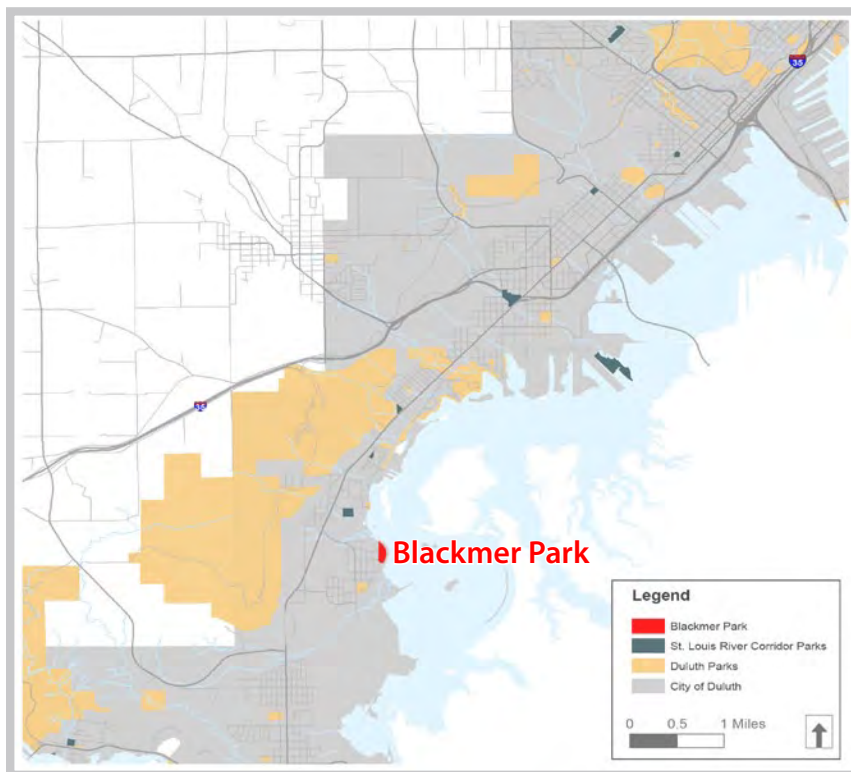 35
35
Blackmer Park
Legend
Blackmer Park
St. Louis River Corridor Parks
Duluth Parks
City of Duluth
0 0.5 1 Miles